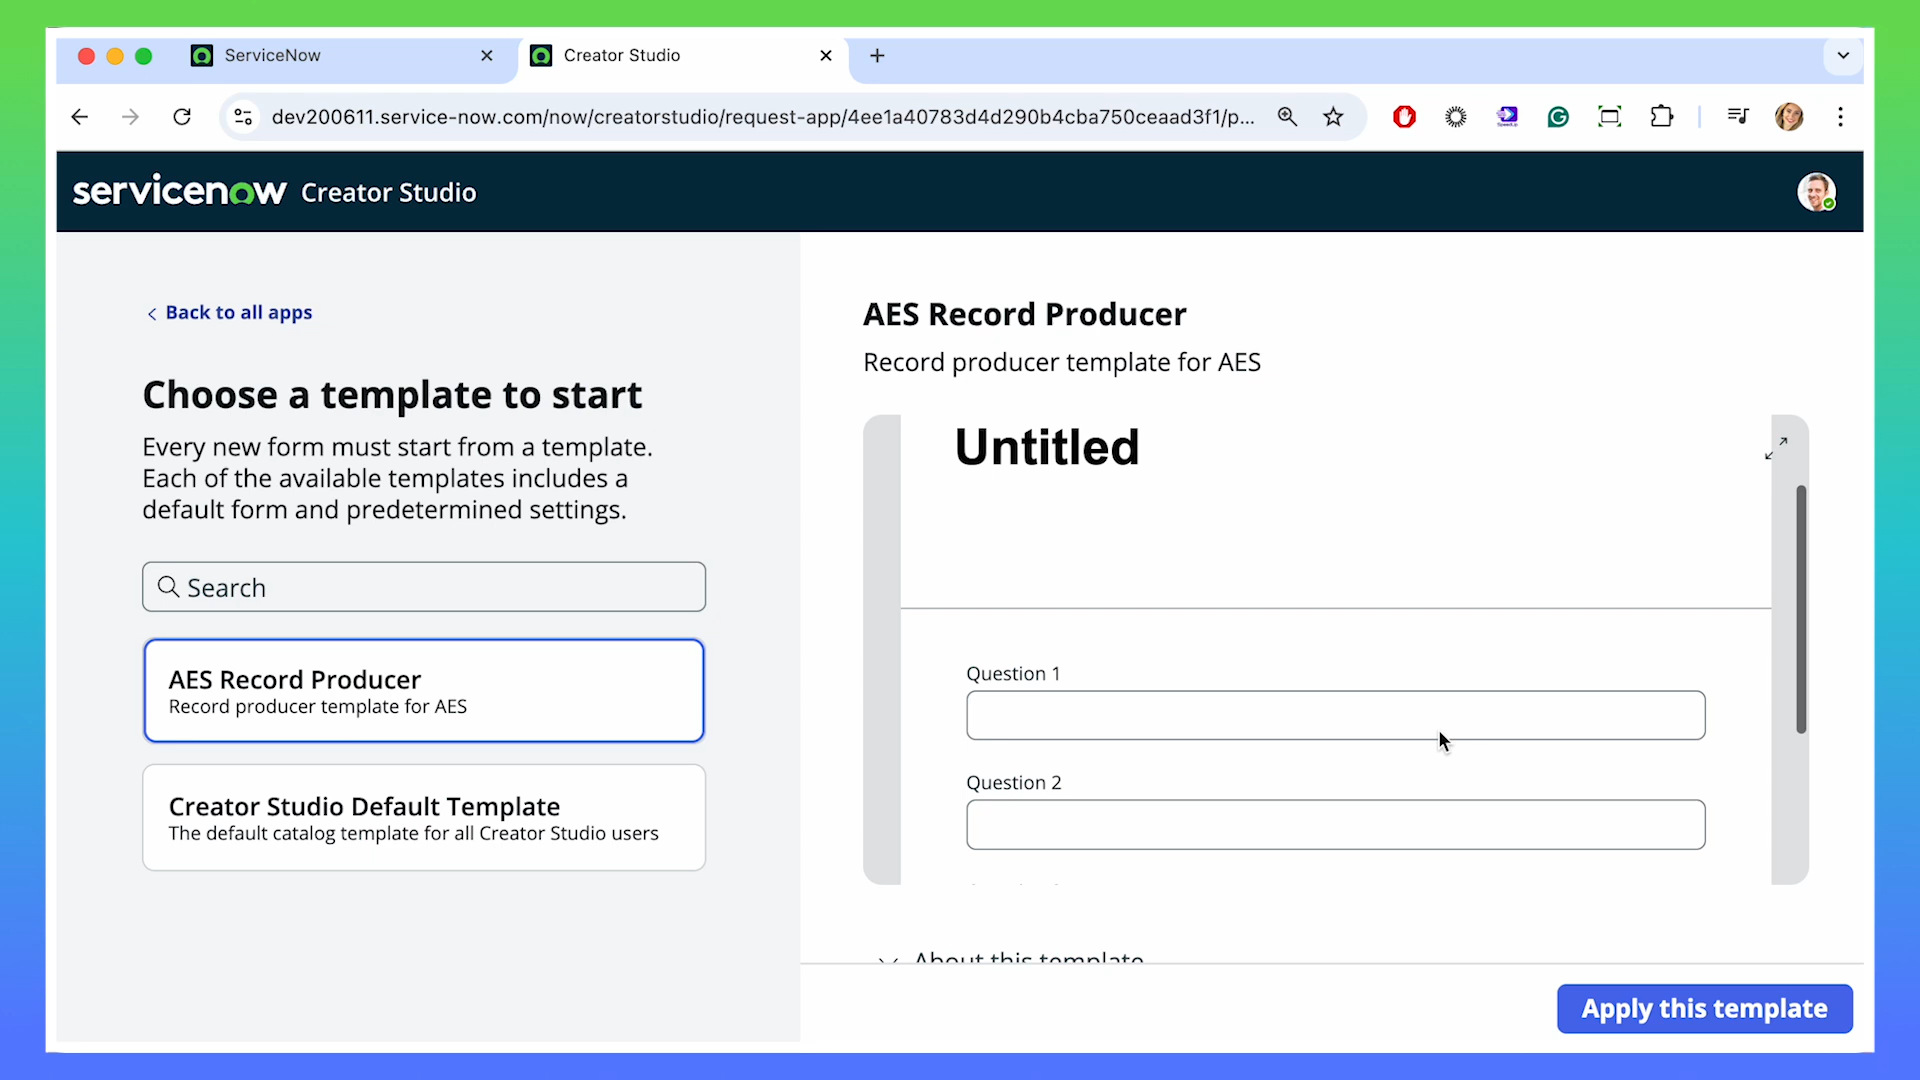 ServiceNow
Creator Studio
dev200611.service-now.com/now/creatorstudio/request-app/4ee1a40783d4d290b4cba750ceaad3f1/p...
servicenow Creator Studio
Back to all apps
Choose a template to start
Every new form must start from a template.
Each of the available templates includes a
default form and predetermined settings.
Search
AES Record Producer
Record producer template for AES
Creator Studio Default Template
The default catalog template for all Creator Studio users
AES Record Producer
Record producer template for AES
Untitled
Question 1
Question 2
About this template
Apply this template